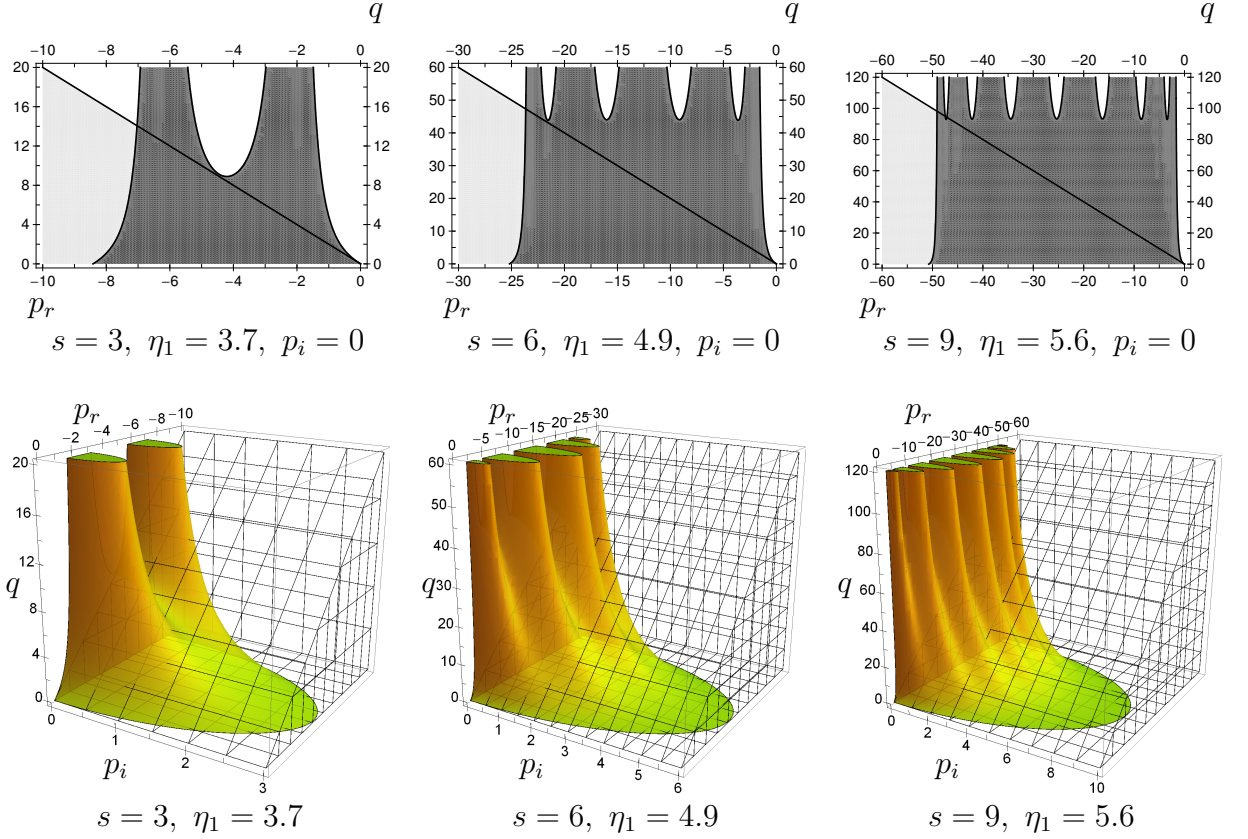 q q q
−10 −8 −6 −4 −2 0
20 16 12 8 4 0
20 16 12 8 4 0
−10 −8 −6 −4 −2 0
p_r
s = 3, η₁ = 3.7, p_i = 0
−30 −25 −20 −15 −10 −5 0
60 50 40 30 20 10 0
60 50 40 30 20 10 0
−30 −25 −20 −15 −10 −5 0
p_r
s = 6, η₁ = 4.9, p_i = 0
−60 −50 −40 −30 −20 −10 0
120 100 80 60 40 20 0
120 100 80 60 40 20 0
−60 −50 −40 −30 −20 −10 0
p_r
s = 9, η₁ = 5.6, p_i = 0
p_r
0 −2 −4 −6 −8 −10
20 16 12 8 4 0
q
0 1 2 3
p_i
s = 3, η₁ = 3.7
p_r
0 −5 −10 −15 −20 −25 −30
60 50 40 30 20 10 0
q
0 1 2 3 4 5 6
p_i
s = 6, η₁ = 4.9
p_r
0 −10 −20 −30 −40 −50 −60
120 100 80 60 40 20 0
q
0 2 4 6 8 10
p_i
s = 9, η₁ = 5.6